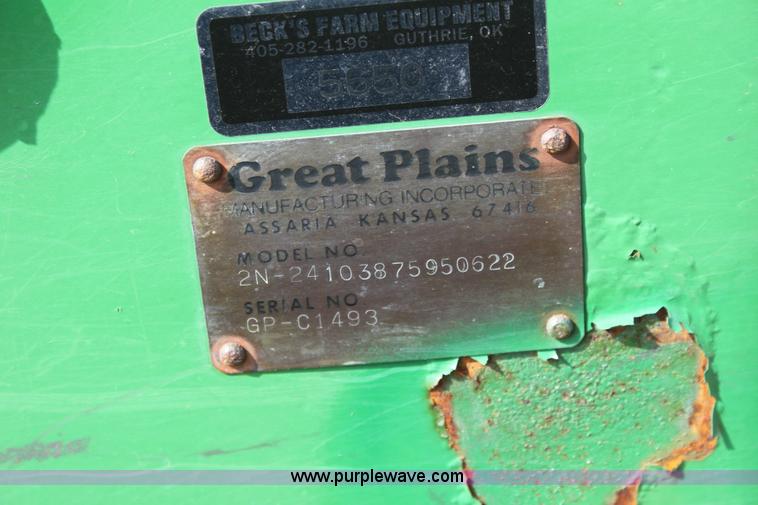 BECK'S FARM EQUIPMENT
405-282-1196 GUTHRIE, OK
5650
Great Plains
MANUFACTURING INCORPORATE
ASSARIA KANSAS 67416
MODEL NO
2N-24103875950622
SERIAL NO
GP-C1493
www.purplewave.com